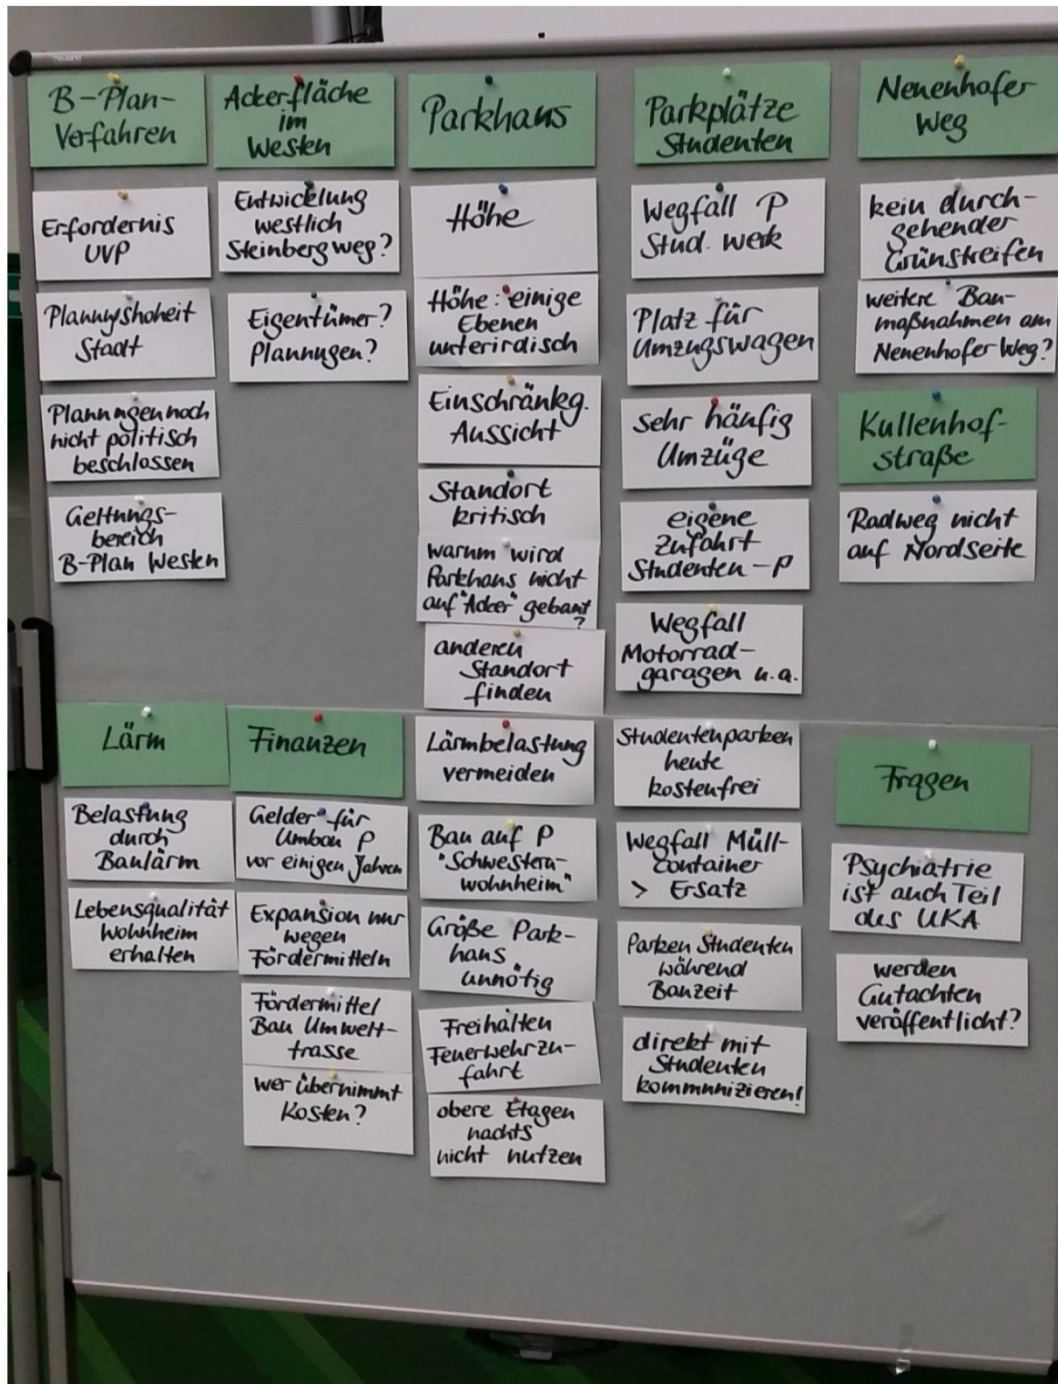 B-Plan-
Verfahren
Erfordernis
UVP
Planungshoheit
Stadt
Planungen noch
nicht politisch
beschlossen
Geltungs-
bereich
B-Plan Westen
Ackerfläche
im
Westen
Entwicklung
westlich
Steinbergweg?
Eigentümer?
Planungen?
Parkhaus
Höhe
Höhe: einige
Ebenen
unterirdisch
Einschränkg.
Aussicht
Standort
kritisch
warum wird
Parkhaus nicht
auf "Acker" gebaut
?
anderen
Standort
finden
Lärmbelastung
vermeiden
Bau auf P
"Schwestern-
wohnheim"
Größe Park-
haus
unnötig
Freihalten
Feuerwehrzu-
fahrt
obere Etagen
nachts
nicht nutzen
Parkplätze
Studenten
Wegfall P
Stud. werk
Platz für
Umzugswagen
sehr häufig
Umzüge
eigene
Zufahrt
Studenten-P
Wegfall
Motorrad-
garagen u.a.
Studentenparken
heute
kostenfrei
Wegfall Müll-
container
> Ersatz
Parken Studenten
während
Bauzeit
direkt mit
Studenten
kommunizieren!
Neuenhofer
Weg
kein durch-
gehender
Grünstreifen
weitere Bau-
maßnahmen am
Neuenhofer Weg?
Kullenhof-
straße
Radweg nicht
auf Nordseite
Lärm
Belastung
durch
Baulärm
Lebensqualität
Wohnheim
erhalten
Finanzen
Gelder für
Umbau P
vor einigen Jahren
Expansion nur
wegen
Fördermitteln
Fördermittel
Bau Umwelt-
trasse
wer übernimmt
Kosten?
Fragen
Psychiatrie
ist auch Teil
des UKA
werden
Gutachten
veröffentlicht?